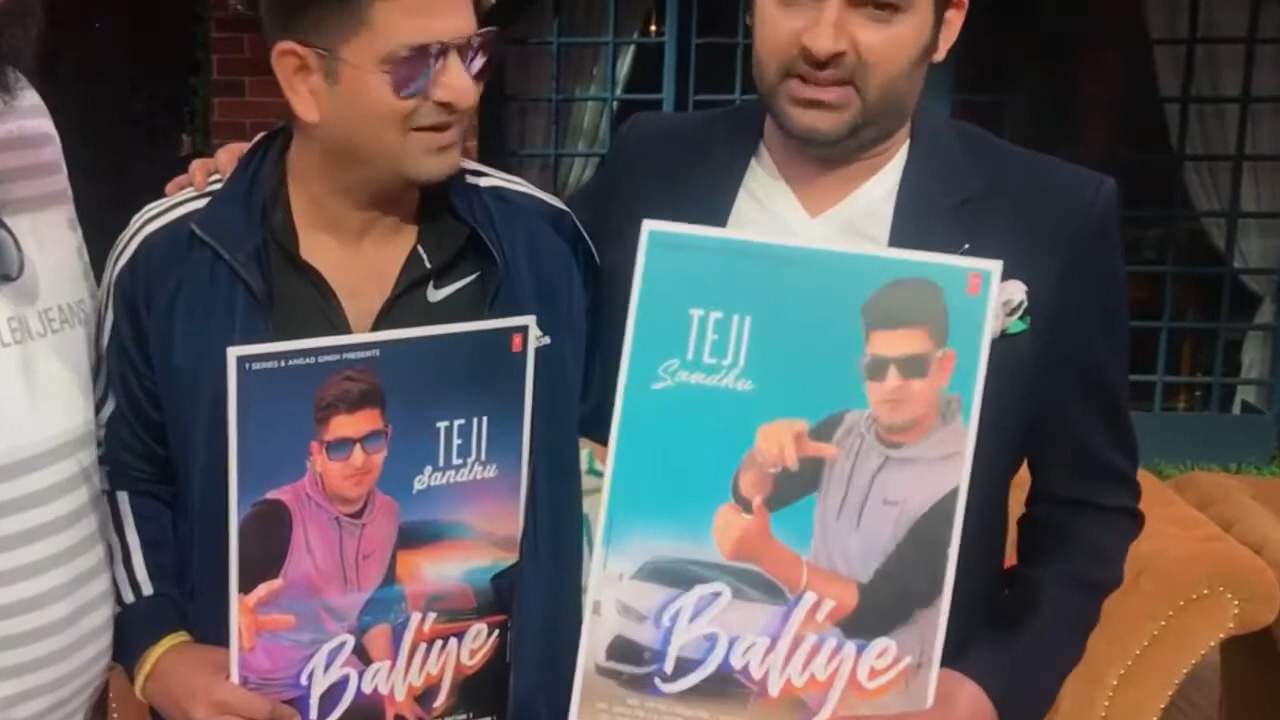 LEN JEANS
T SERIES & ANGAD SINGH PRESENTS
TEJI
Sandhu
Baliye
TEJI
Sandhu
Baliye